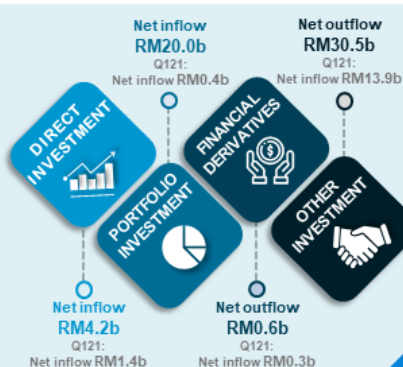 Net inflow
RM20.0b
Q121:
Net inflow RM0.4b
Net outflow
RM30.5b
Q121:
Net inflow RM13.9b
DIRECT
INVESTMENT
PORTFOLIO
INVESTMENT
FINANCIAL
DERIVATIVES
OTHER
INVESTMENT
Net inflow
RM4.2b
Q121:
Net inflow RM1.4b
Net outflow
RM0.6b
Q121:
Net inflow RM0.3b